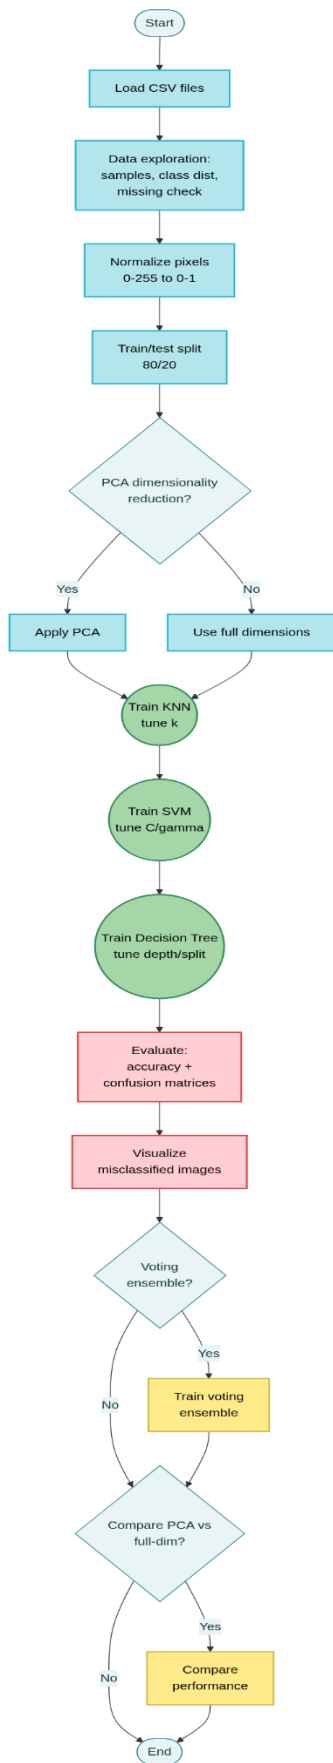 Start
Load CSV files
Data exploration:
samples, class dist,
missing check
Normalize pixels
0-255 to 0-1
Train/test split
80/20
PCA dimensionality
reduction?
Yes
No
Apply PCA
Use full dimensions
Train KNN
tune k
Train SVM
tune C/gamma
Train Decision Tree
tune depth/split
Evaluate:
accuracy +
confusion matrices
Visualize
misclassified images
Voting
ensemble?
Yes
No
Train voting
ensemble
Compare PCA vs
full-dim?
Yes
No
Compare
performance
End